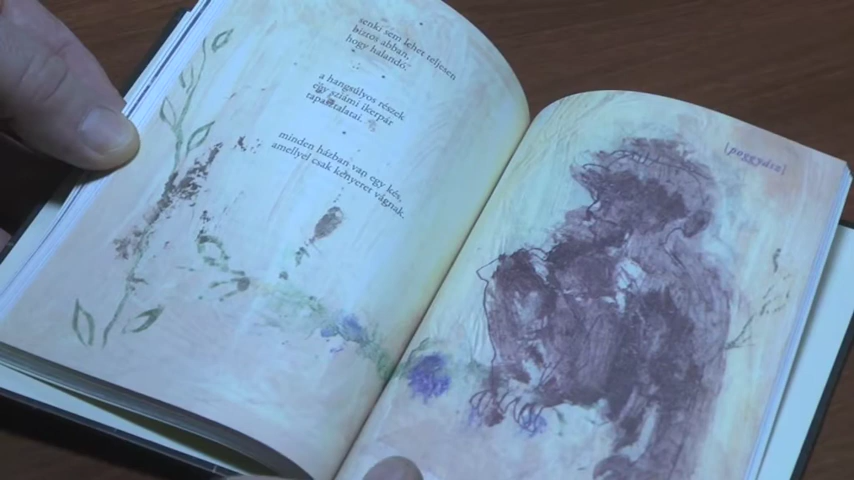 senki sem lehet teljesen
biztos abban,
hogy halandó.
a hangsúlyos részek
egy sziámi ikerpár
tapasztalatai.
minden házban van egy kés,
amellyel csak kenyeret vágnak.
[poggyász]